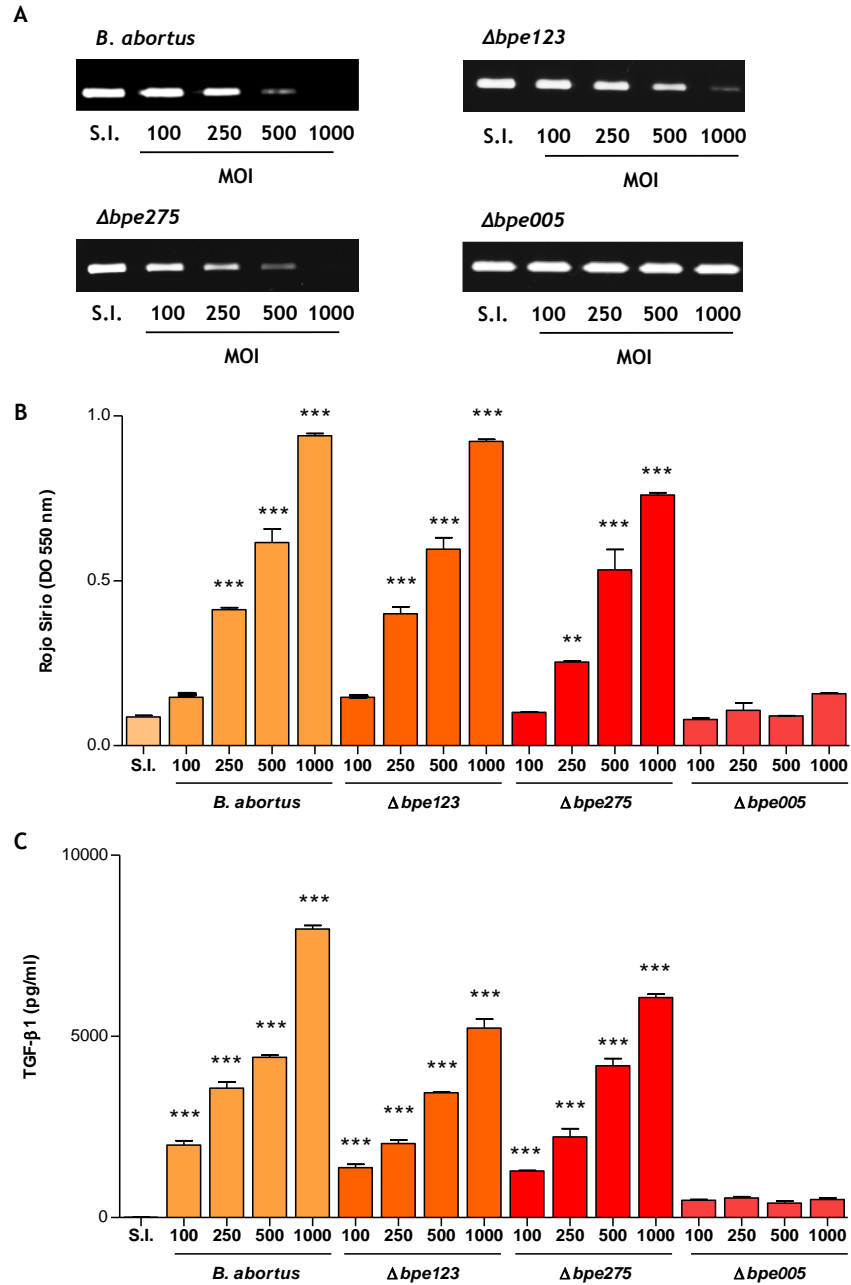 A
B. abortus
Δbpe123
S.I. 100 250 500 1000
MOI
S.I. 100 250 500 1000
MOI
Δbpe275
Δbpe005
S.I. 100 250 500 1000
MOI
S.I. 100 250 500 1000
MOI
B
Rojo Sirio (DO 550 nm)
1.0
0.5
0.0
*** *** *** *** *** *** ** *** ***
S.I. 100 250 500 1000 100 250 500 1000 100 250 500 1000 100 250 500 1000
B. abortus Δbpe123 Δbpe275 Δbpe005
C
TGF-β1 (pg/ml)
10000
5000
0
*** *** *** *** *** *** *** *** *** *** *** ***
S.I. 100 250 500 1000 100 250 500 1000 100 250 500 1000 100 250 500 1000
B. abortus Δbpe123 Δbpe275 Δbpe005